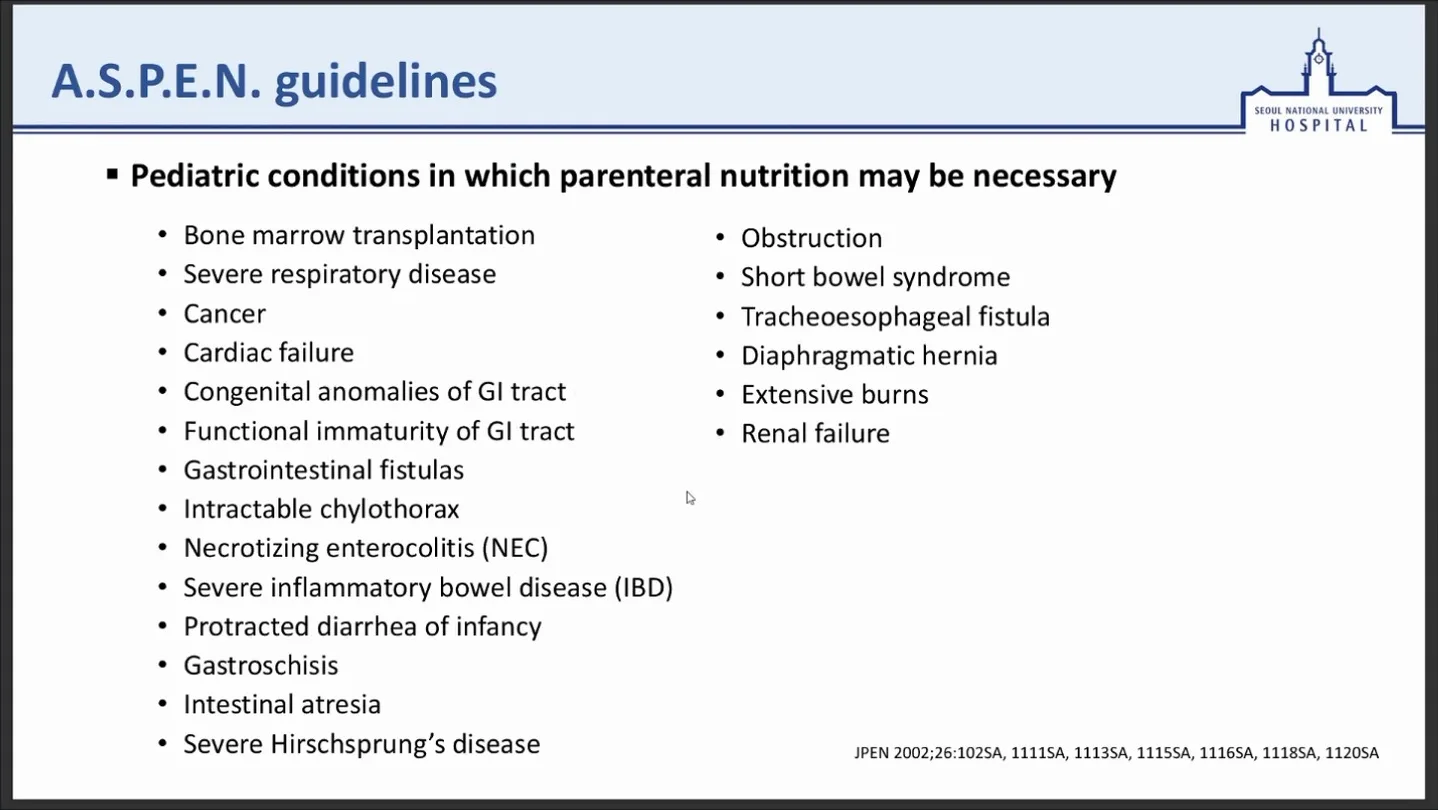 A.S.P.E.N. guidelines
SEOUL NATIONAL UNIVERSITY
HOSPITAL
▪ Pediatric conditions in which parenteral nutrition may be necessary
• Bone marrow transplantation
• Severe respiratory disease
• Cancer
• Cardiac failure
• Congenital anomalies of GI tract
• Functional immaturity of GI tract
• Gastrointestinal fistulas
• Intractable chylothorax
• Necrotizing enterocolitis (NEC)
• Severe inflammatory bowel disease (IBD)
• Protracted diarrhea of infancy
• Gastroschisis
• Intestinal atresia
• Severe Hirschsprung’s disease
• Obstruction
• Short bowel syndrome
• Tracheoesophageal fistula
• Diaphragmatic hernia
• Extensive burns
• Renal failure
JPEN 2002;26:102SA, 1111SA, 1113SA, 1115SA, 1116SA, 1118SA, 1120SA